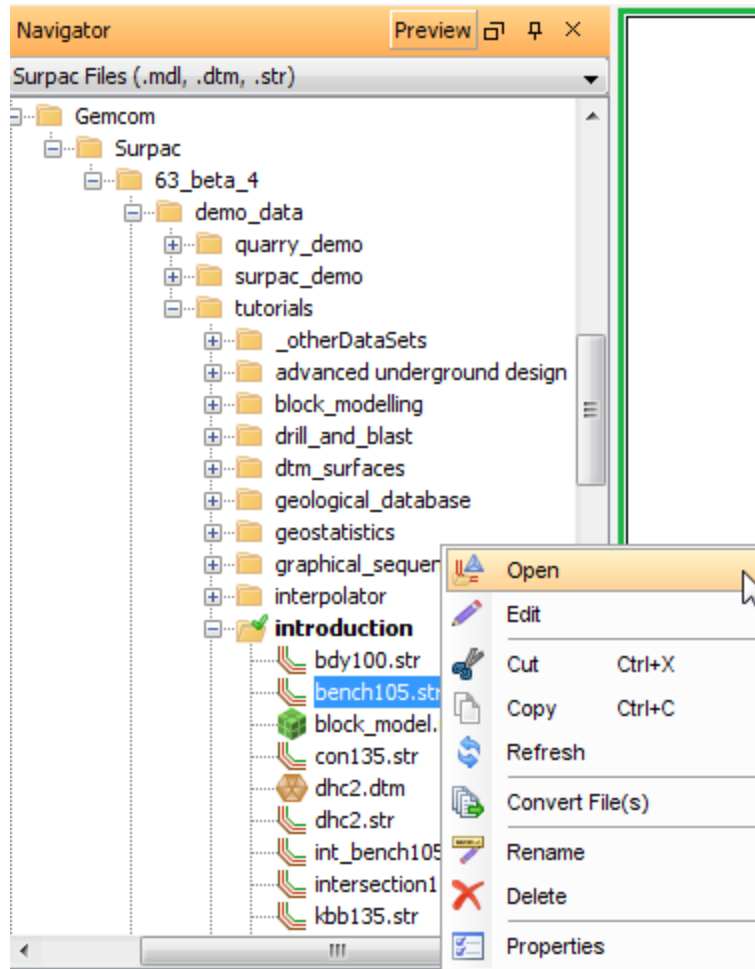 Navigator Preview
Surpac Files (.mdl, .dtm, .str)
Gemcom
Surpac
63_beta_4
demo_data
quarry_demo
surpac_demo
tutorials
_otherDataSets
advanced underground design
block_modelling
drill_and_blast
dtm_surfaces
geological_database
geostatistics
graphical_sequen
interpolator
introduction
bdy100.str
bench105.str
block_model.
con135.str
dhc2.dtm
dhc2.str
int_bench105
intersection1
kbb135.str
Open
Edit
Cut Ctrl+X
Copy Ctrl+C
Refresh
Convert File(s)
Rename
Delete
Properties